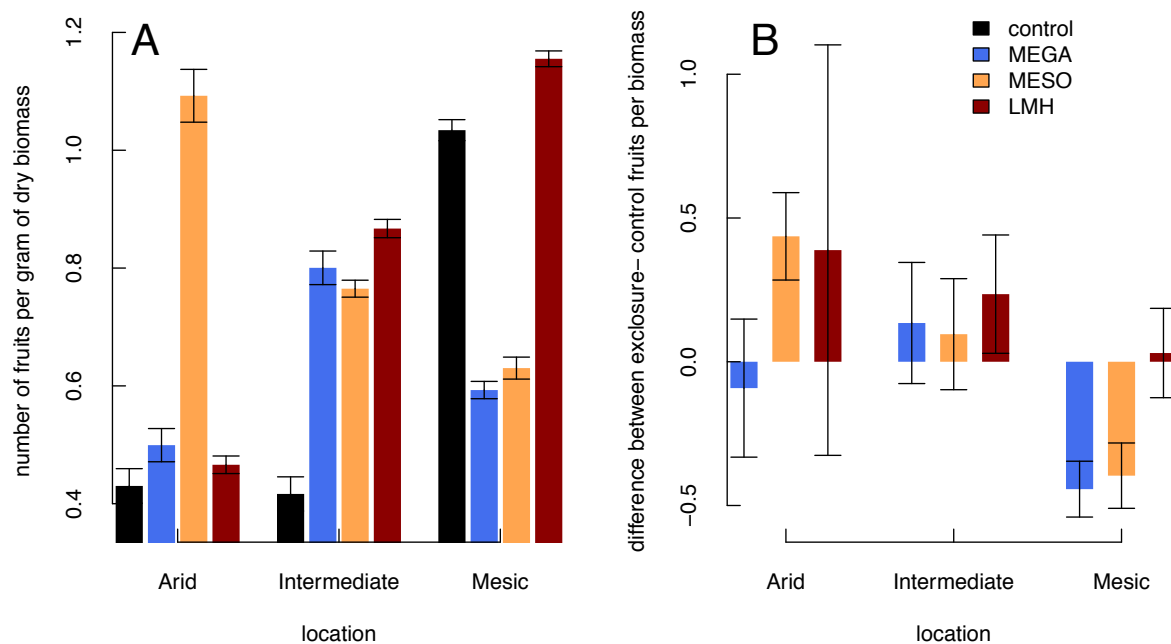 A
number of fruits per gram of dry biomass
1.2
1.0
0.8
0.6
0.4
Arid
Intermediate
Mesic
location
B
control
MEGA
MESO
LMH
difference between exclosure− control fruits per biomass
1.0
0.5
0.0
−0.5
Arid
Intermediate
Mesic
location